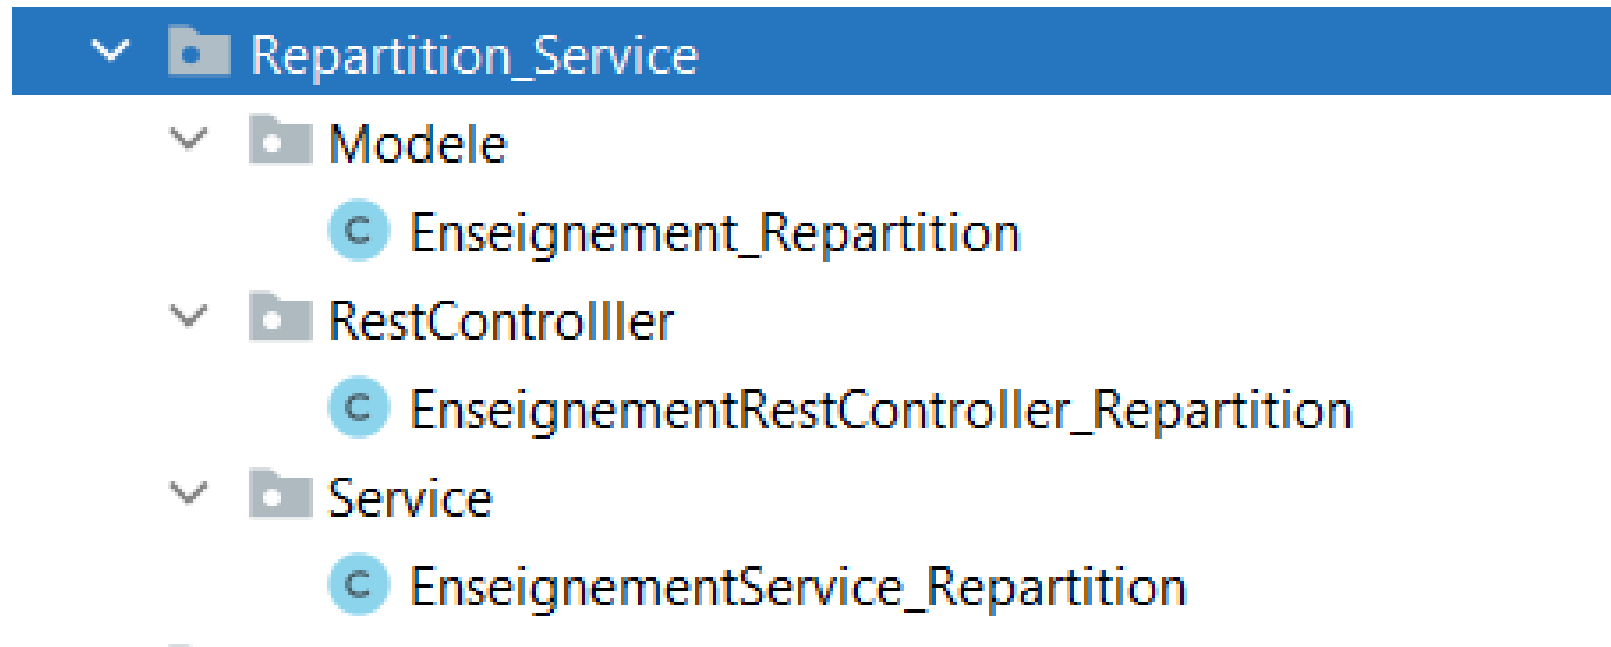 Repartition_Service
Modele
C Enseignement_Repartition
RestControlller
C EnseignementRestController_Repartition
Service
C EnseignementService_Repartition